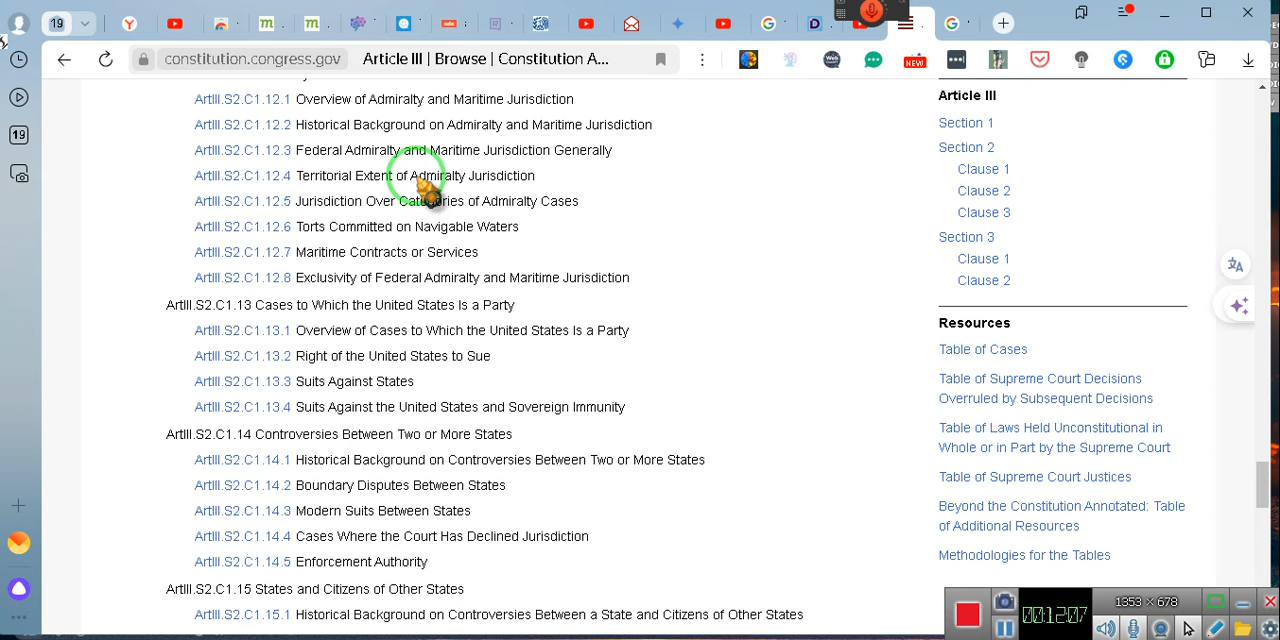 19
constitution.congress.gov
Article III | Browse | Constitution A...
NEW
19
ArtIII.S2.C1.12.1 Overview of Admiralty and Maritime Jurisdiction
ArtIII.S2.C1.12.2 Historical Background on Admiralty and Maritime Jurisdiction
ArtIII.S2.C1.12.3 Federal Admiralty and Maritime Jurisdiction Generally
ArtIII.S2.C1.12.4 Territorial Extent of Admiralty Jurisdiction
ArtIII.S2.C1.12.5 Jurisdiction Over Categories of Admiralty Cases
ArtIII.S2.C1.12.6 Torts Committed on Navigable Waters
ArtIII.S2.C1.12.7 Maritime Contracts or Services
ArtIII.S2.C1.12.8 Exclusivity of Federal Admiralty and Maritime Jurisdiction
ArtIII.S2.C1.13 Cases to Which the United States Is a Party
ArtIII.S2.C1.13.1 Overview of Cases to Which the United States Is a Party
ArtIII.S2.C1.13.2 Right of the United States to Sue
ArtIII.S2.C1.13.3 Suits Against States
ArtIII.S2.C1.13.4 Suits Against the United States and Sovereign Immunity
ArtIII.S2.C1.14 Controversies Between Two or More States
ArtIII.S2.C1.14.1 Historical Background on Controversies Between Two or More States
ArtIII.S2.C1.14.2 Boundary Disputes Between States
ArtIII.S2.C1.14.3 Modern Suits Between States
ArtIII.S2.C1.14.4 Cases Where the Court Has Declined Jurisdiction
ArtIII.S2.C1.14.5 Enforcement Authority
ArtIII.S2.C1.15 States and Citizens of Other States
ArtIII.S2.C1.15.1 Historical Background on Controversies Between a State and Citizens of Other States
Article III
Section 1
Section 2
Clause 1
Clause 2
Clause 3
Section 3
Clause 1
Clause 2
Resources
Table of Cases
Table of Supreme Court Decisions
Overruled by Subsequent Decisions
Table of Laws Held Unconstitutional in
Whole or in Part by the Supreme Court
Table of Supreme Court Justices
Beyond the Constitution Annotated: Table
of Additional Resources
Methodologies for the Tables
00:12:07
1353 × 678